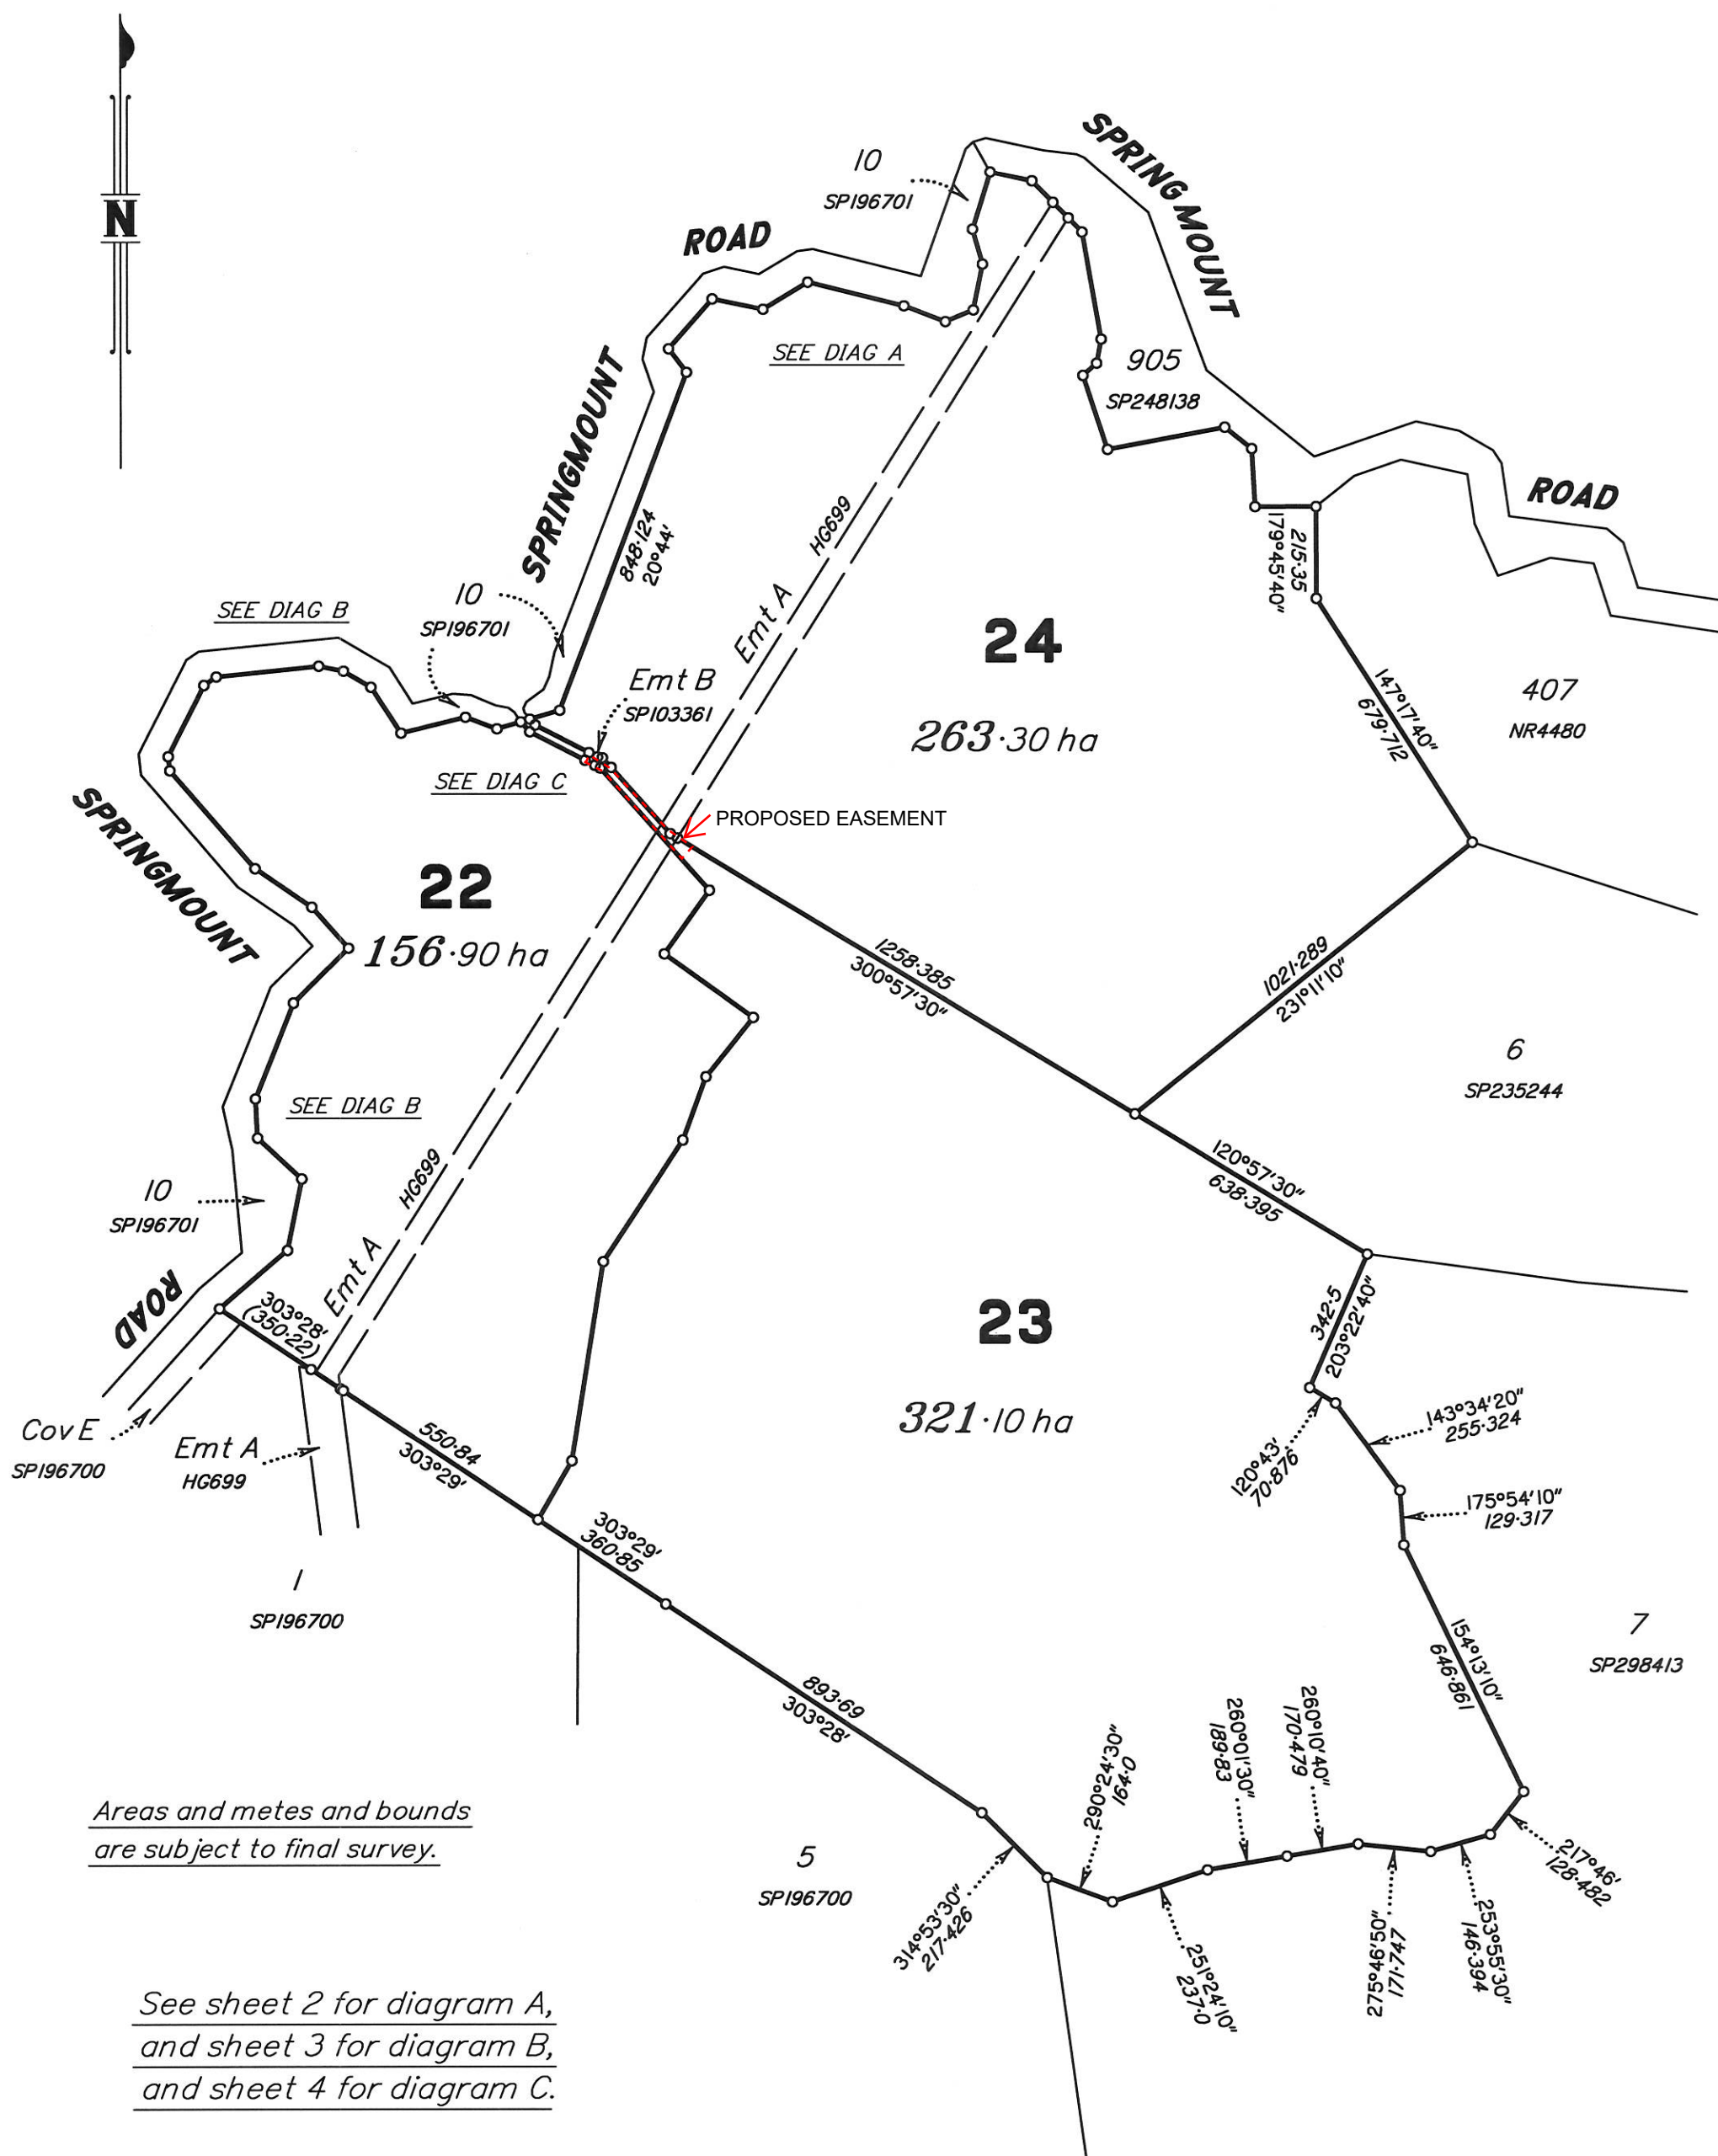 N
SPRINGMOUNT
10
SP196701
ROAD
SEE DIAG A
905
SP248138
SPRINGMOUNT
ROAD
848·124
20°44'
HG699
215·35
179°45'40"
10
SP196701
SEE DIAG B
Emt A
24
263·30 ha
Emt B
SP103361
147°17'40"
679·712
407
NR4480
SEE DIAG C
PROPOSED EASEMENT
SPRINGMOUNT
22
156·90 ha
1258·385
300°57'30"
1021·289
231°11'10"
6
SP235244
SEE DIAG B
HG699
10
SP196701
120°57'30"
638·395
Emt A
ROAD
303°28'
(350·22)
23
321·10 ha
342·5
203°22'40"
Cov E
SP196700
Emt A
HG699
550·84
303°29'
143°34'20"
255·324
120°43'
70·876
175°54'10"
129·317
303°29'
360·85
1
SP196700
154°13'10"
646·861
7
SP298413
893·69
303°28'
290°24'30"
164·0
260°01'30"
189·83
260°10'40"
170·479
Areas and metes and bounds
are subject to final survey.
5
SP196700
314°53'30"
217·426
251°24'10"
237·0
275°46'50"
171·747
253°55'30"
146·394
217°46'
128·482
See sheet 2 for diagram A,
and sheet 3 for diagram B,
and sheet 4 for diagram C.